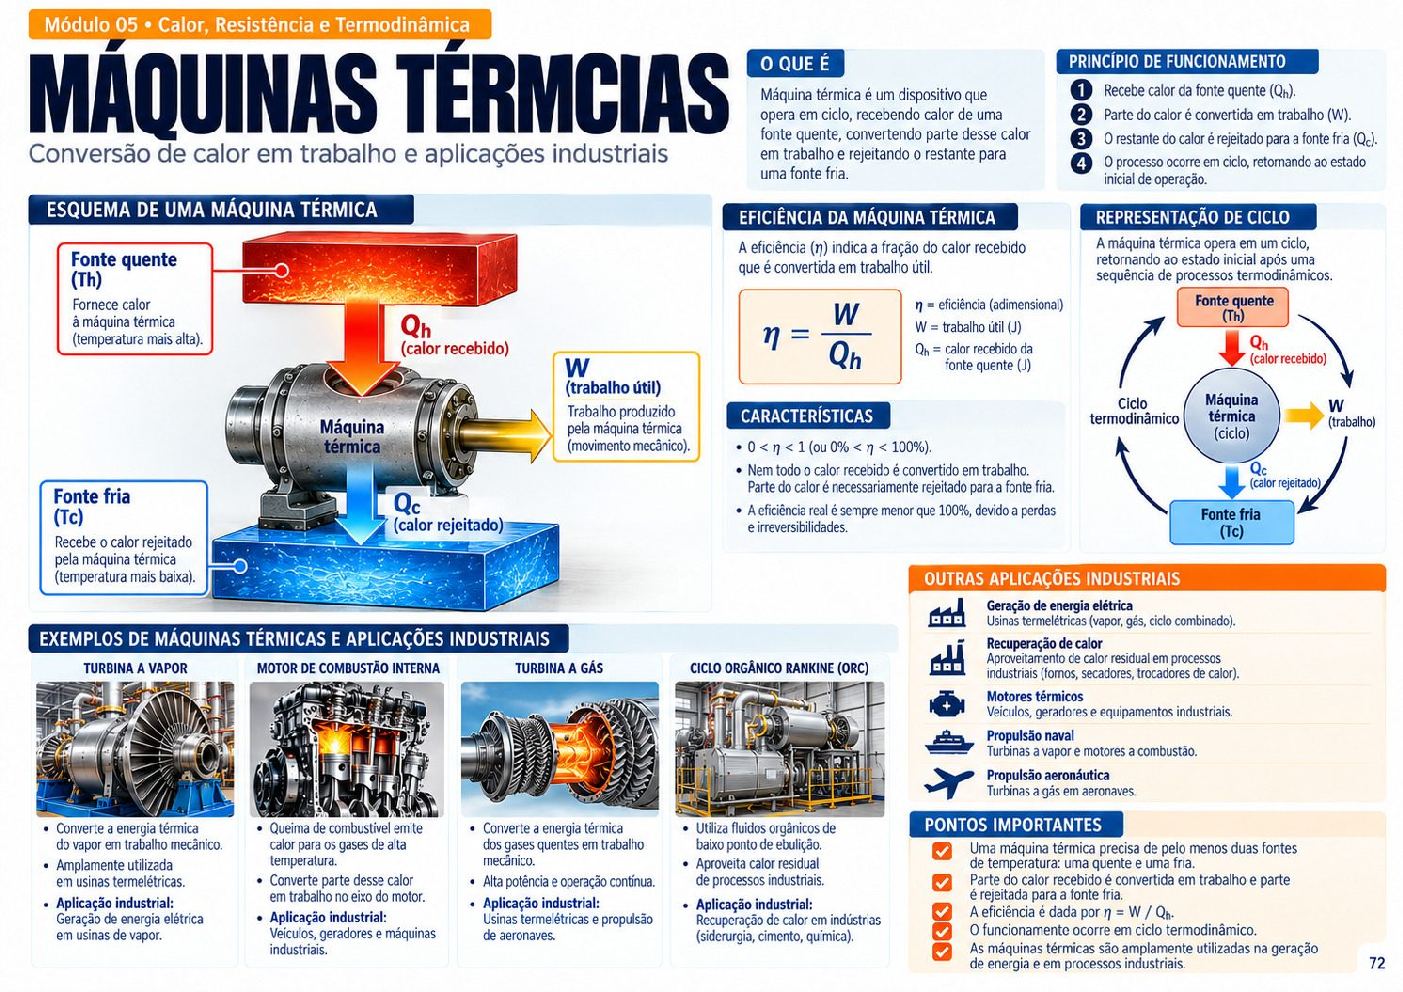 Módulo 05 • Calor, Resistência e Termodinâmica
MÁQUINAS TÉRMCIAS
Conversão de calor em trabalho e aplicações industriais
O QUE É
Máquina térmica é um dispositivo que
opera em ciclo, recebendo calor de uma
fonte quente, convertendo parte desse calor
em trabalho e rejeitando o restante para
uma fonte fria.
PRINCÍPIO DE FUNCIONAMENTO
1 Recebe calor da fonte quente (Qh).
2 Parte do calor é convertida em trabalho (W).
3 O restante do calor é rejeitado para a fonte fria (Qc).
4 O processo ocorre em ciclo, retornando ao estado
inicial de operação.
ESQUEMA DE UMA MÁQUINA TÉRMICA
Fonte quente
(Th)
Fornece calor
à máquina térmica
(temperatura mais alta).
Qh
(calor recebido)
W
(trabalho útil)
Trabalho produzido
pela máquina térmica
(movimento mecânico).
Máquina
térmica
Fonte fria
(Tc)
Recebe o calor rejeitado
pela máquina térmica
(temperatura mais baixa).
Qc
(calor rejeitado)
EFICIÊNCIA DA MÁQUINA TÉRMICA
A eficiência (η) indica a fração do calor recebido
que é convertida em trabalho útil.
η = W / Qh
η = eficiência (adimensional)
W = trabalho útil (J)
Qh = calor recebido da
fonte quente (J)
CARACTERÍSTICAS
• 0 < η < 1 (ou 0% < η < 100%).
• Nem todo o calor recebido é convertido em trabalho.
Parte do calor é necessariamente rejeitado para a fonte fria.
• A eficiência real é sempre menor que 100%, devido a perdas
e irreversibilidades.
REPRESENTAÇÃO DE CICLO
A máquina térmica opera em um ciclo,
retornando ao estado inicial após uma
sequência de processos termodinâmicos.
Fonte quente
(Th)
Qh
(calor recebido)
Ciclo
termodinâmico
Máquina
térmica
(ciclo)
W
(trabalho)
Qc
(calor rejeitado)
Fonte fria
(Tc)
EXEMPLOS DE MÁQUINAS TÉRMICAS E APLICAÇÕES INDUSTRIAIS
TURBINA A VAPOR
• Converte a energia térmica
do vapor em trabalho mecânico.
• Amplamente utilizada
em usinas termelétricas.
• Aplicação industrial:
Geração de energia elétrica
em usinas de vapor.
MOTOR DE COMBUSTÃO INTERNA
• Queima de combustível emite
calor para os gases de alta
temperatura.
• Converte parte desse calor
em trabalho no eixo do motor.
• Aplicação industrial:
Veículos, geradores e máquinas
industriais.
TURBINA A GÁS
• Converte a energia térmica
dos gases quentes em trabalho
mecânico.
• Alta potência e operação contínua.
• Aplicação industrial:
Usinas termelétricas e propulsão
de aeronaves.
CICLO ORGÂNICO RANKINE (ORC)
• Utiliza fluidos orgânicos de
baixo ponto de ebulição.
• Aproveita calor residual
de processos industriais.
• Aplicação industrial:
Recuperação de calor em indústrias
(siderurgia, cimento, química).
OUTRAS APLICAÇÕES INDUSTRIAIS
Geração de energia elétrica
Usinas termelétricas (vapor, gás, ciclo combinado).
Recuperação de calor
Aproveitamento de calor residual em processos
industriais (fornos, secadores, trocadores de calor).
Motores térmicos
Veículos, geradores e equipamentos industriais.
Propulsão naval
Turbinas a vapor e motores a combustão.
Propulsão aeronáutica
Turbinas a gás em aeronaves.
PONTOS IMPORTANTES
Uma máquina térmica precisa de pelo menos duas fontes
de temperatura: uma quente e uma fria.
Parte do calor recebido é convertida em trabalho e parte
é rejeitada para a fonte fria.
A eficiência é dada por η = W / Qh.
O funcionamento ocorre em ciclo termodinâmico.
As máquinas térmicas são amplamente utilizadas na geração
de energia e em processos industriais.
72